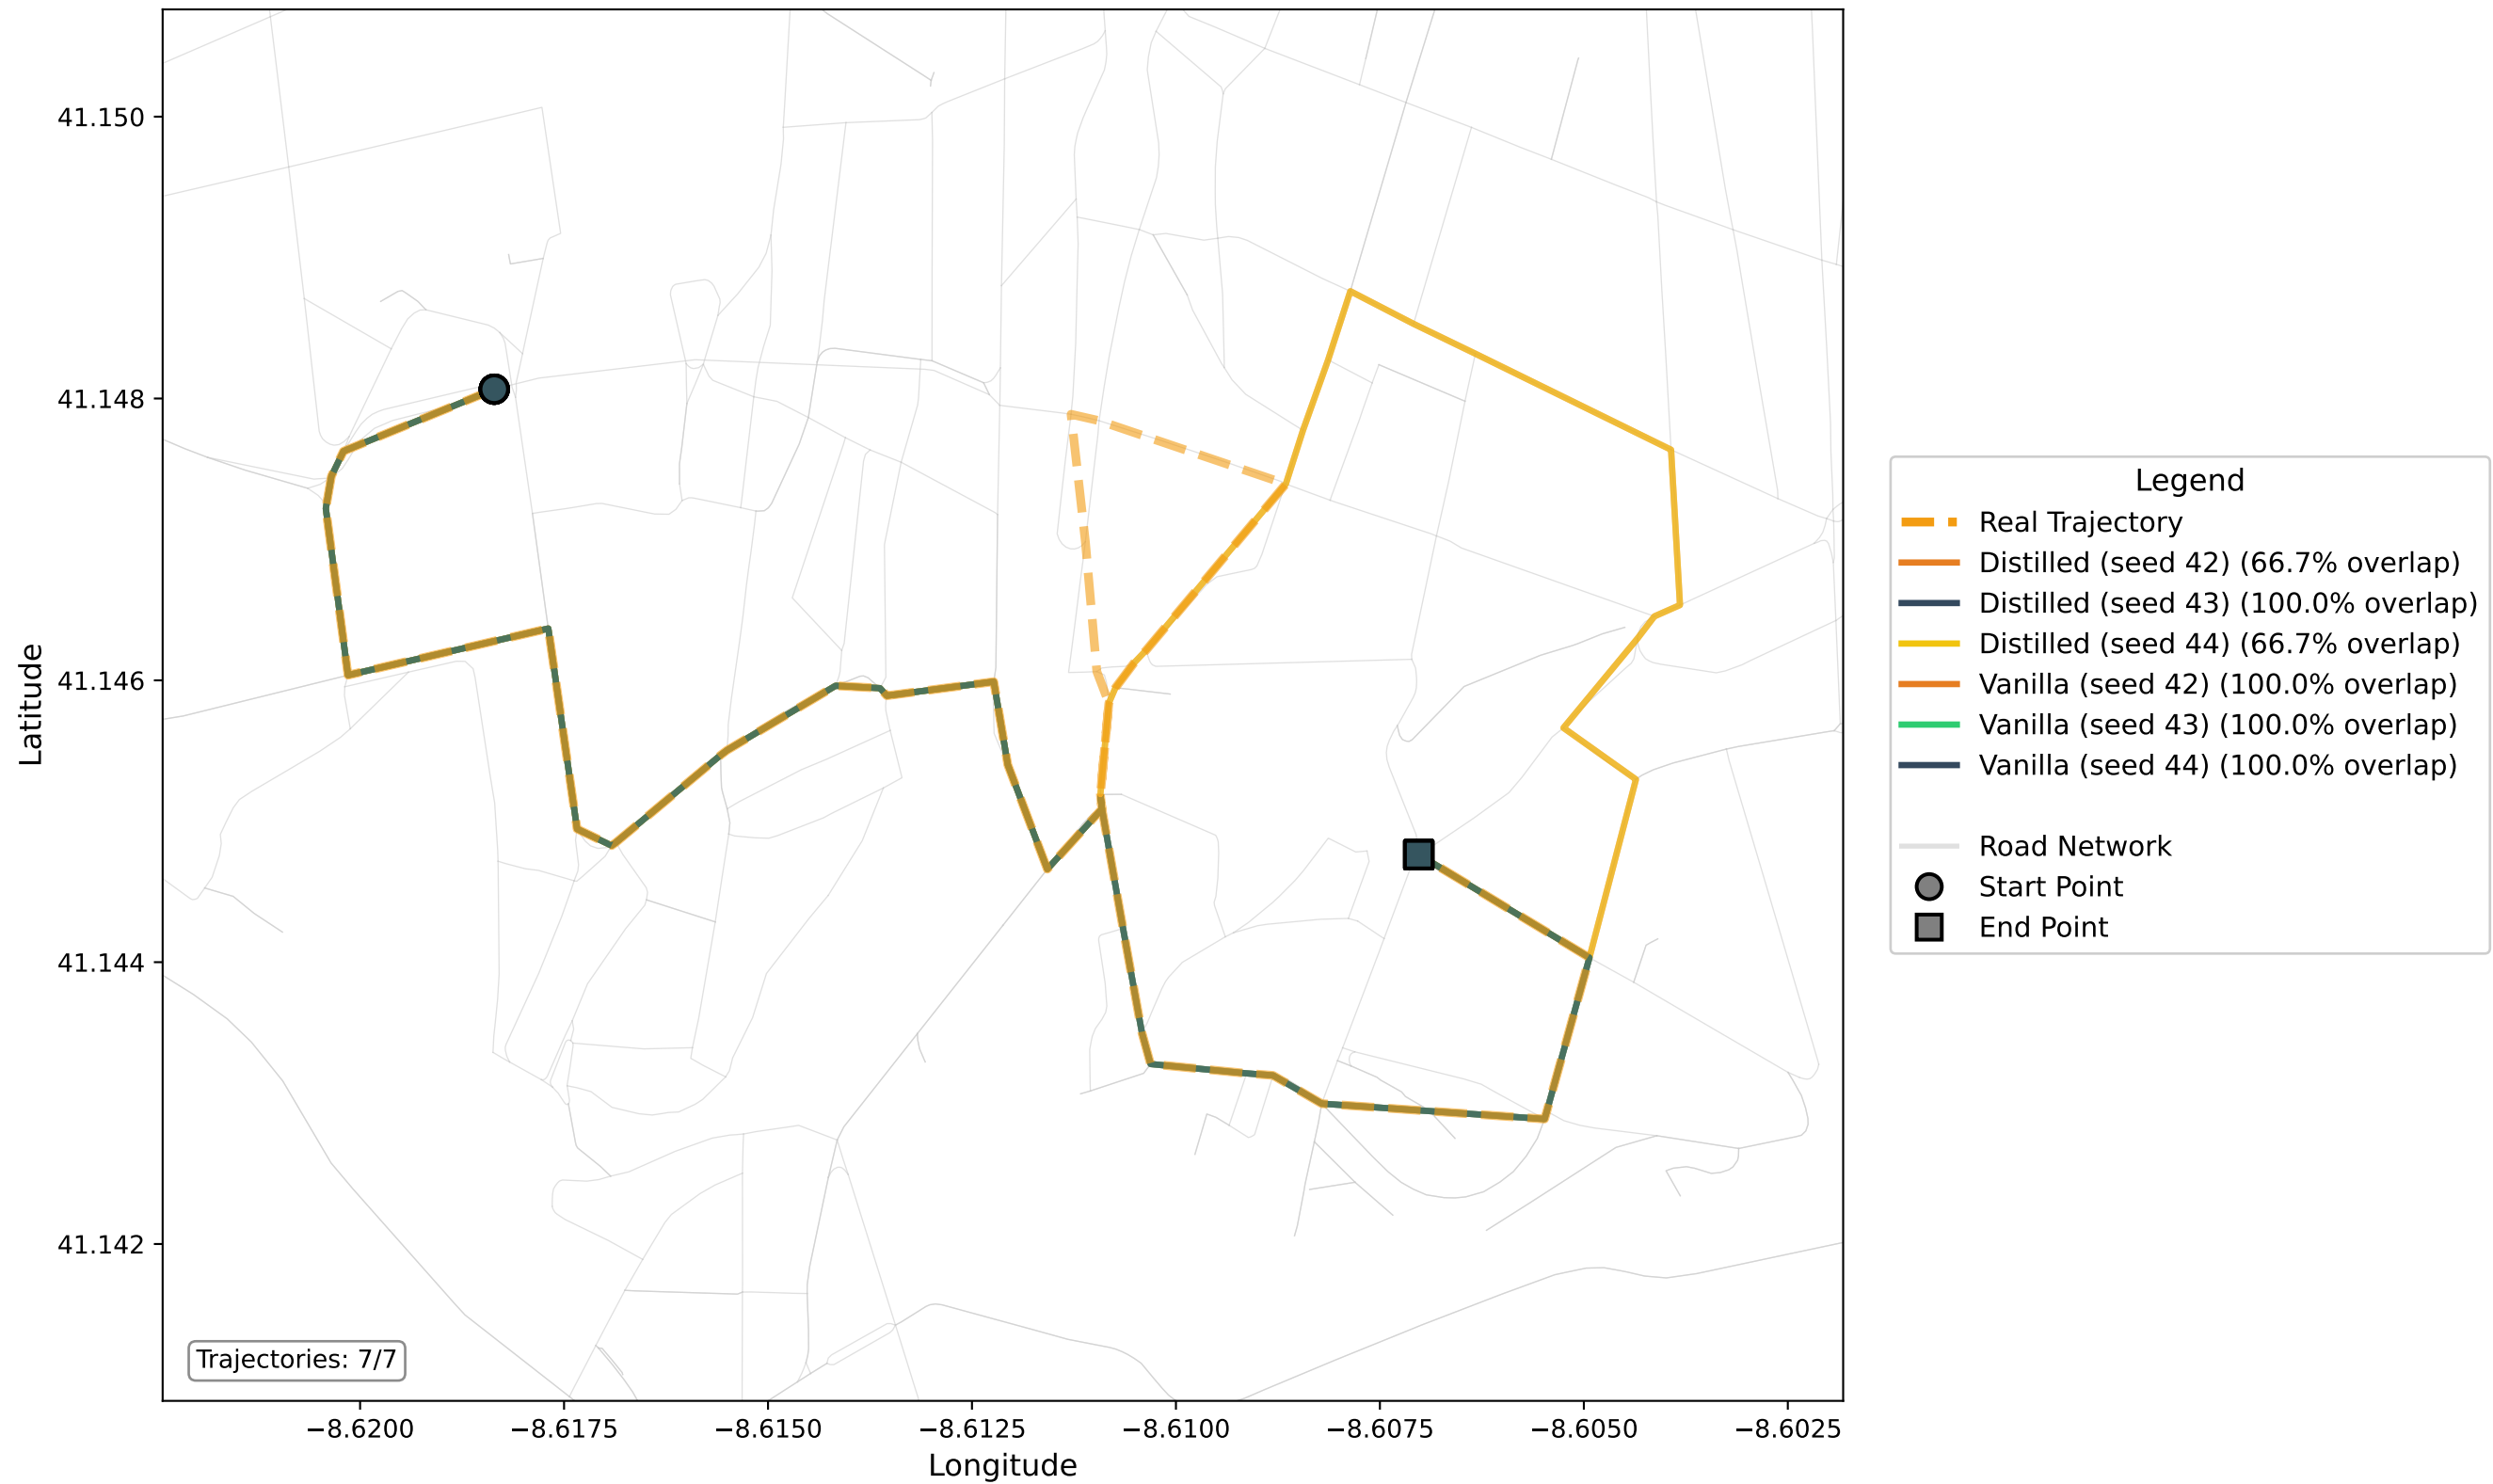 41.150
41.148
41.146
41.144
41.142
Latitude
−8.6200
−8.6175
−8.6150
−8.6125
−8.6100
−8.6075
−8.6050
−8.6025
Longitude
Trajectories: 7/7
Legend
Real Trajectory
Distilled (seed 42) (66.7% overlap)
Distilled (seed 43) (100.0% overlap)
Distilled (seed 44) (66.7% overlap)
Vanilla (seed 42) (100.0% overlap)
Vanilla (seed 43) (100.0% overlap)
Vanilla (seed 44) (100.0% overlap)
Road Network
Start Point
End Point